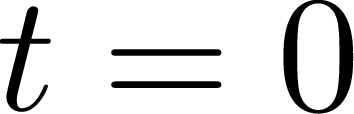 t = 0